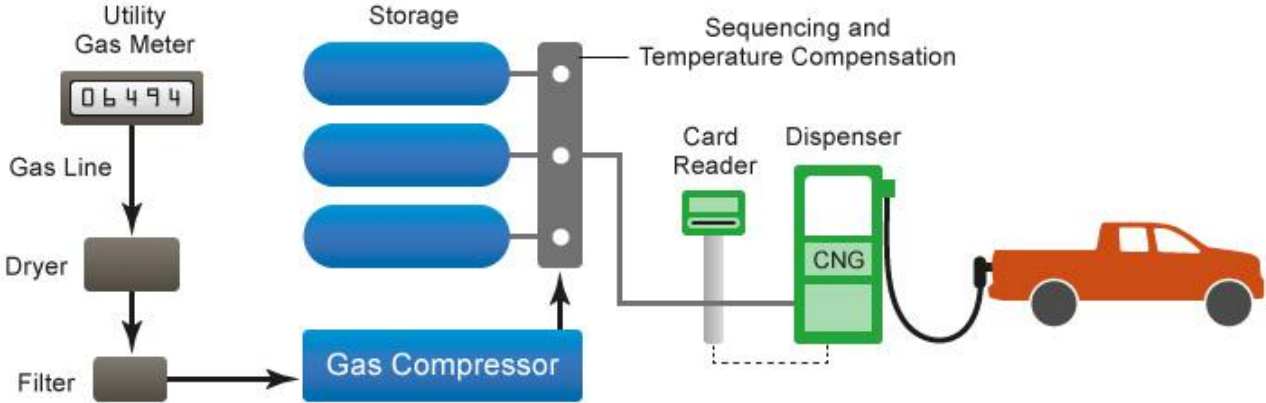 Utility
Gas Meter
06494
Gas Line
Dryer
Filter
Storage
Gas Compressor
Sequencing and
Temperature Compensation
Card
Reader
Dispenser
CNG